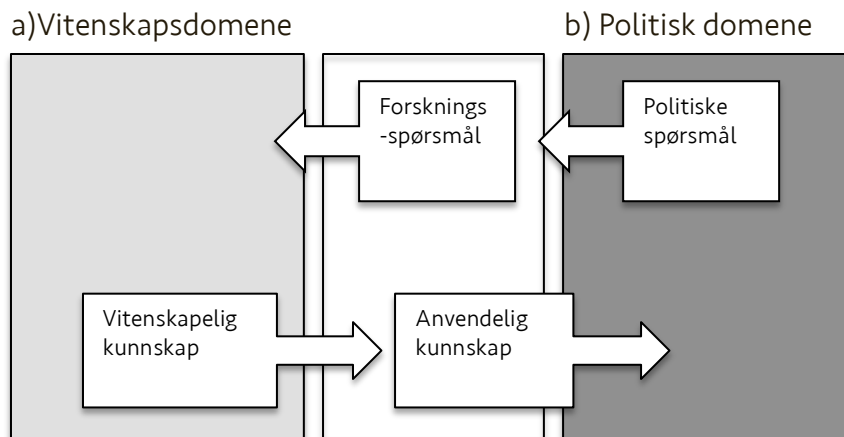 a)Vitenskapsdomene
b) Politisk domene
Forsknings
-spørsmål
Politiske
spørsmål
Vitenskapelig
kunnskap
Anvendelig
kunnskap